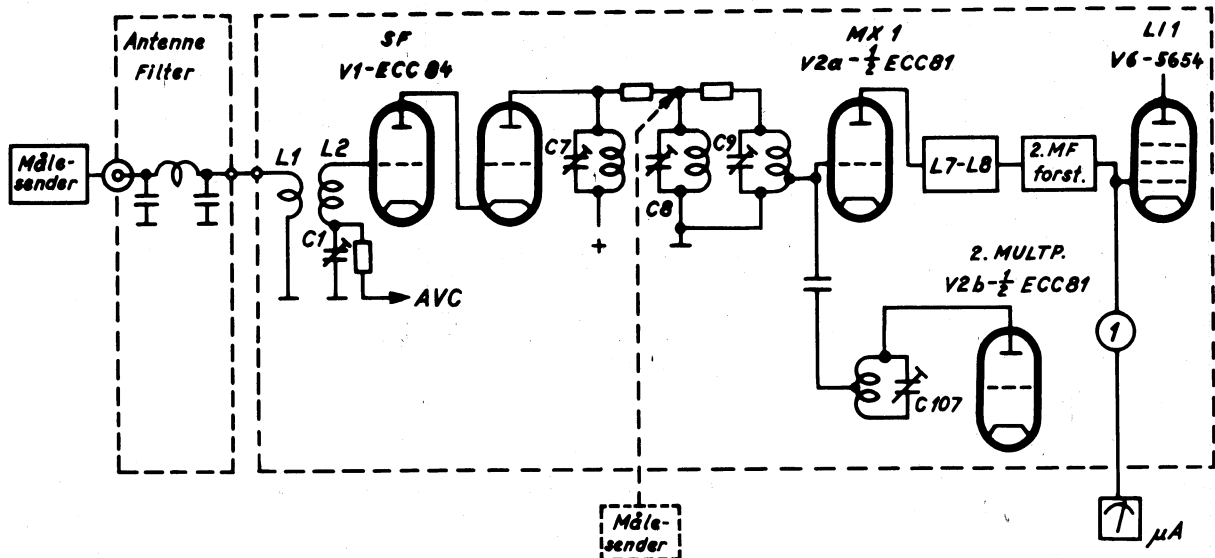 Antenne
Filter
SF
V1-ECC 84
MX 1
V2a-½ ECC81
LI 1
V6-5654
Måle-
sender
L1
L2
C1
AVC
C7
+
C8
C9
L7-L8
2. MF
forst.
2. MULTP.
V2b-½ ECC81
C107
1
Måle-
sender
µA